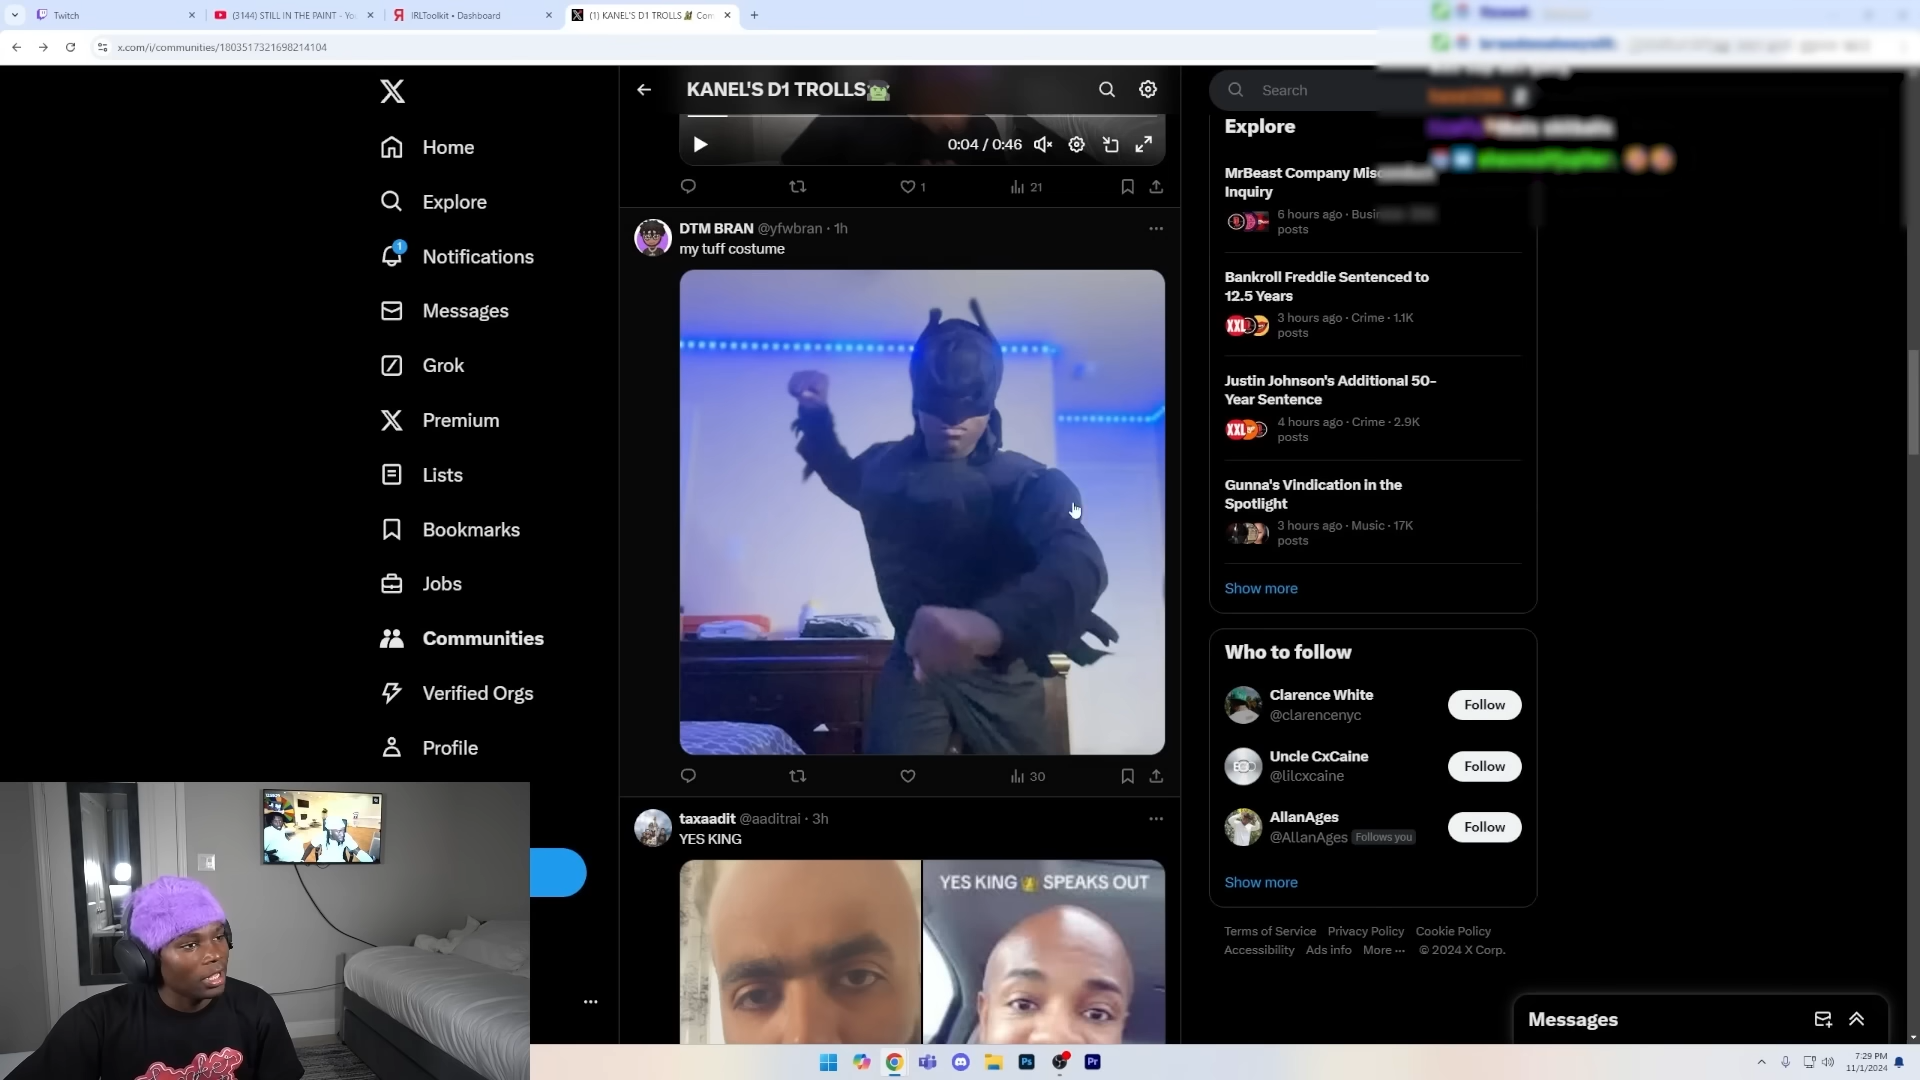 Twitch
(3144) STILL IN THE PAINT - Yo
IRLToolkit • Dashboard
(1) KANEL'S D1 TROLLS Com
x.com/i/communities/1803517321698214104
KANEL'S D1 TROLLS
Search
Home
Explore
1
Notifications
Messages
Grok
Premium
Lists
Bookmarks
Jobs
Communities
Verified Orgs
Profile
0:04 / 0:46
1
21
DTM BRAN @yfwbran · 1h
my tuff costume
30
taxaadit @aaditrai · 3h
YES KING
YES KING SPEAKS OUT
Explore
MrBeast Company
Inquiry
6 hours ago ·
posts
Bankroll Freddie Sentenced to
12.5 Years
XXL
3 hours ago · Crime · 1.1K
posts
Justin Johnson's Additional 50-
Year Sentence
XXL
4 hours ago · Crime · 2.9K
posts
Gunna's Vindication in the
Spotlight
3 hours ago · Music · 17K
posts
Show more
Who to follow
Clarence White
@clarencenyc
Follow
Uncle CxCaine
@lilcxcaine
Follow
AllanAges
@AllanAges Follows you
Follow
Show more
Terms of Service Privacy Policy Cookie Policy
Accessibility Ads info More ··· © 2024 X Corp.
Messages
Ps
Pr
7:29 PM
11/1/2024